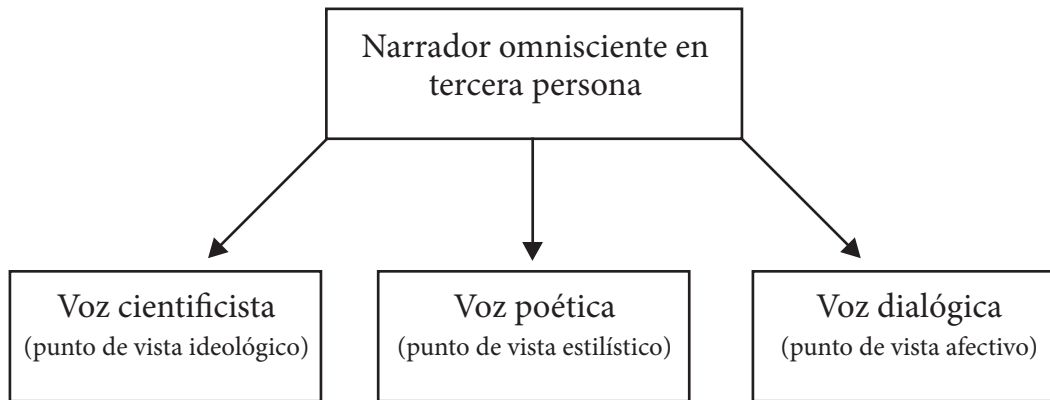 Narrador omnisciente en
tercera persona
Voz cientificista
(punto de vista ideológico)
Voz poética
(punto de vista estilístico)
Voz dialógica
(punto de vista afectivo)